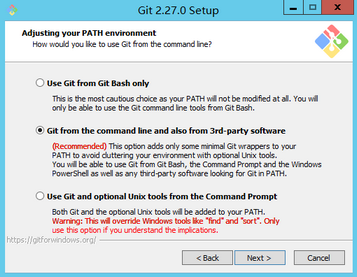 Git 2.27.0 Setup
Adjusting your PATH environment
How would you like to use Git from the command line?
Use Git from Git Bash only
This is the most cautious choice as your PATH will not be modified at all. You will
only be able to use the Git command line tools from Git Bash.
Git from the command line and also from 3rd-party software
(Recommended) This option adds only some minimal Git wrappers to your
PATH to avoid cluttering your environment with optional Unix tools.
You will be able to use Git from Git Bash, the Command Prompt and the Windows
PowerShell as well as any third-party software looking for Git in PATH.
Use Git and optional Unix tools from the Command Prompt
Both Git and the optional Unix tools will be added to your PATH.
Warning: This will override Windows tools like "find" and "sort". Only
use this option if you understand the implications.
https://gitforwindows.org/
< Back
Next >
Cancel